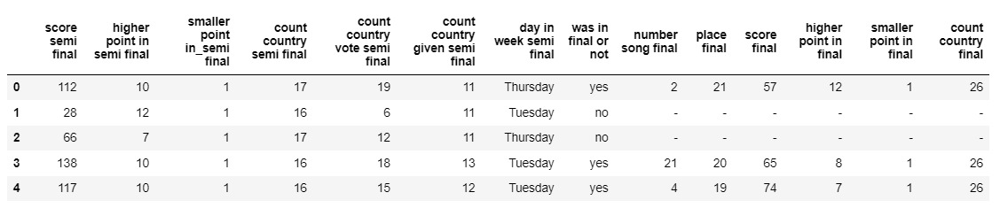 score semi final higher point in semi final smaller point in_semi final count country semi final count country vote semi final count country given semi final day in week semi final was in final or not number song final place final score final higher point in final smaller point in final count country final
0 112 10 1 17 19 11 Thursday yes 2 21 57 12 1 26
1 28 12 1 16 6 11 Tuesday no - - - - - -
2 66 7 1 17 12 11 Thursday no - - - - - -
3 138 10 1 16 18 13 Tuesday yes 21 20 65 8 1 26
4 117 10 1 16 15 12 Tuesday yes 4 19 74 7 1 26